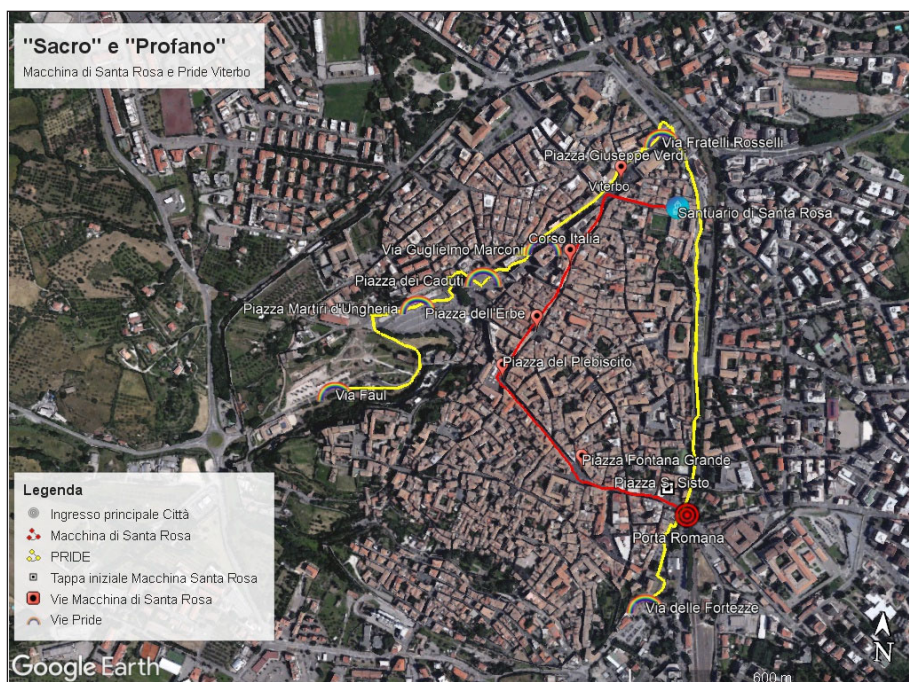 "Sacro" e "Profano"
Macchina di Santa Rosa e Pride Viterbo
Via Fratelli Rosselli
Piazza Giuseppe Verdi
Viterbo
Santuario di Santa Rosa
Corso Italia
Via Guglielmo Marconi
Piazza dei Caduti
Piazza Martiri d'Ungheria
Piazza dell'Erbe
Piazza del Plebiscito
Via Faul
Piazza Fontana Grande
Piazza S. Sisto
Porta Romana
Via delle Fortezze
Legenda
Ingresso principale Città
Macchina di Santa Rosa
PRIDE
Tappa iniziale Macchina Santa Rosa
Vie Macchina di Santa Rosa
Vie Pride
Google Earth
600 m
N